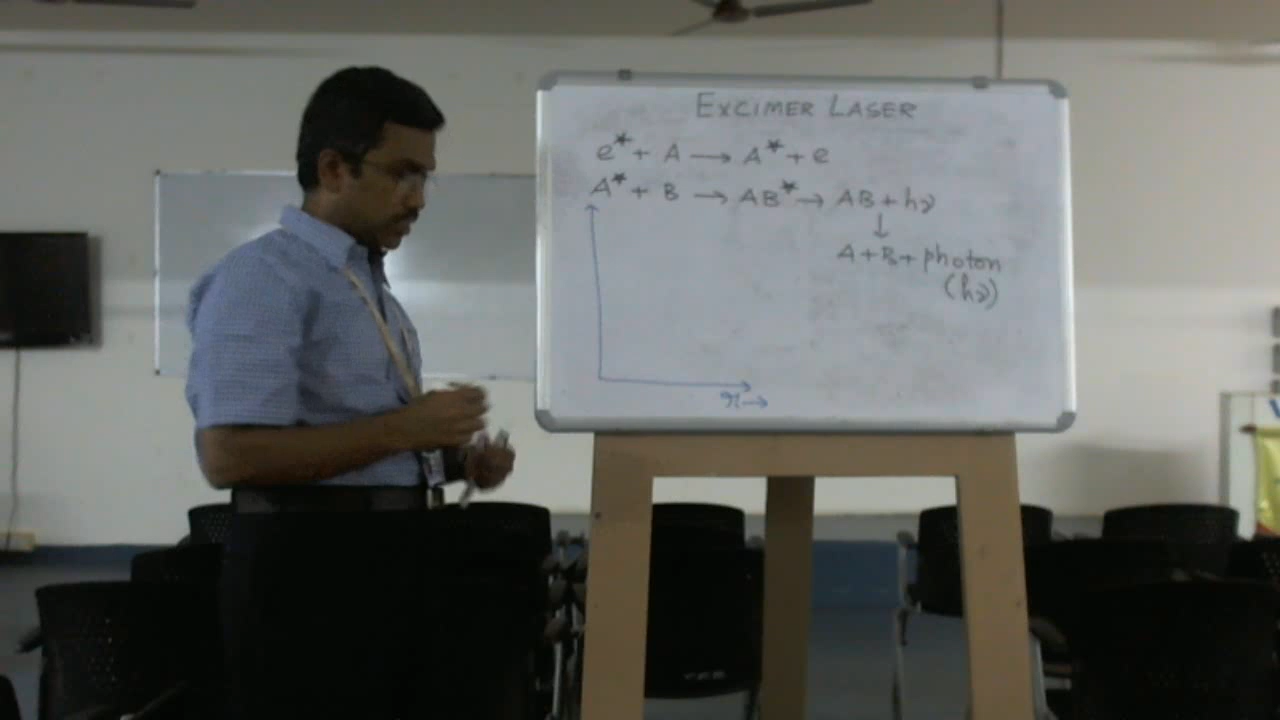 EXCIMER LASER
e* + A → A* + e
A* + B → AB* → AB + hν
↓
A + B + photon
(hν)
r →